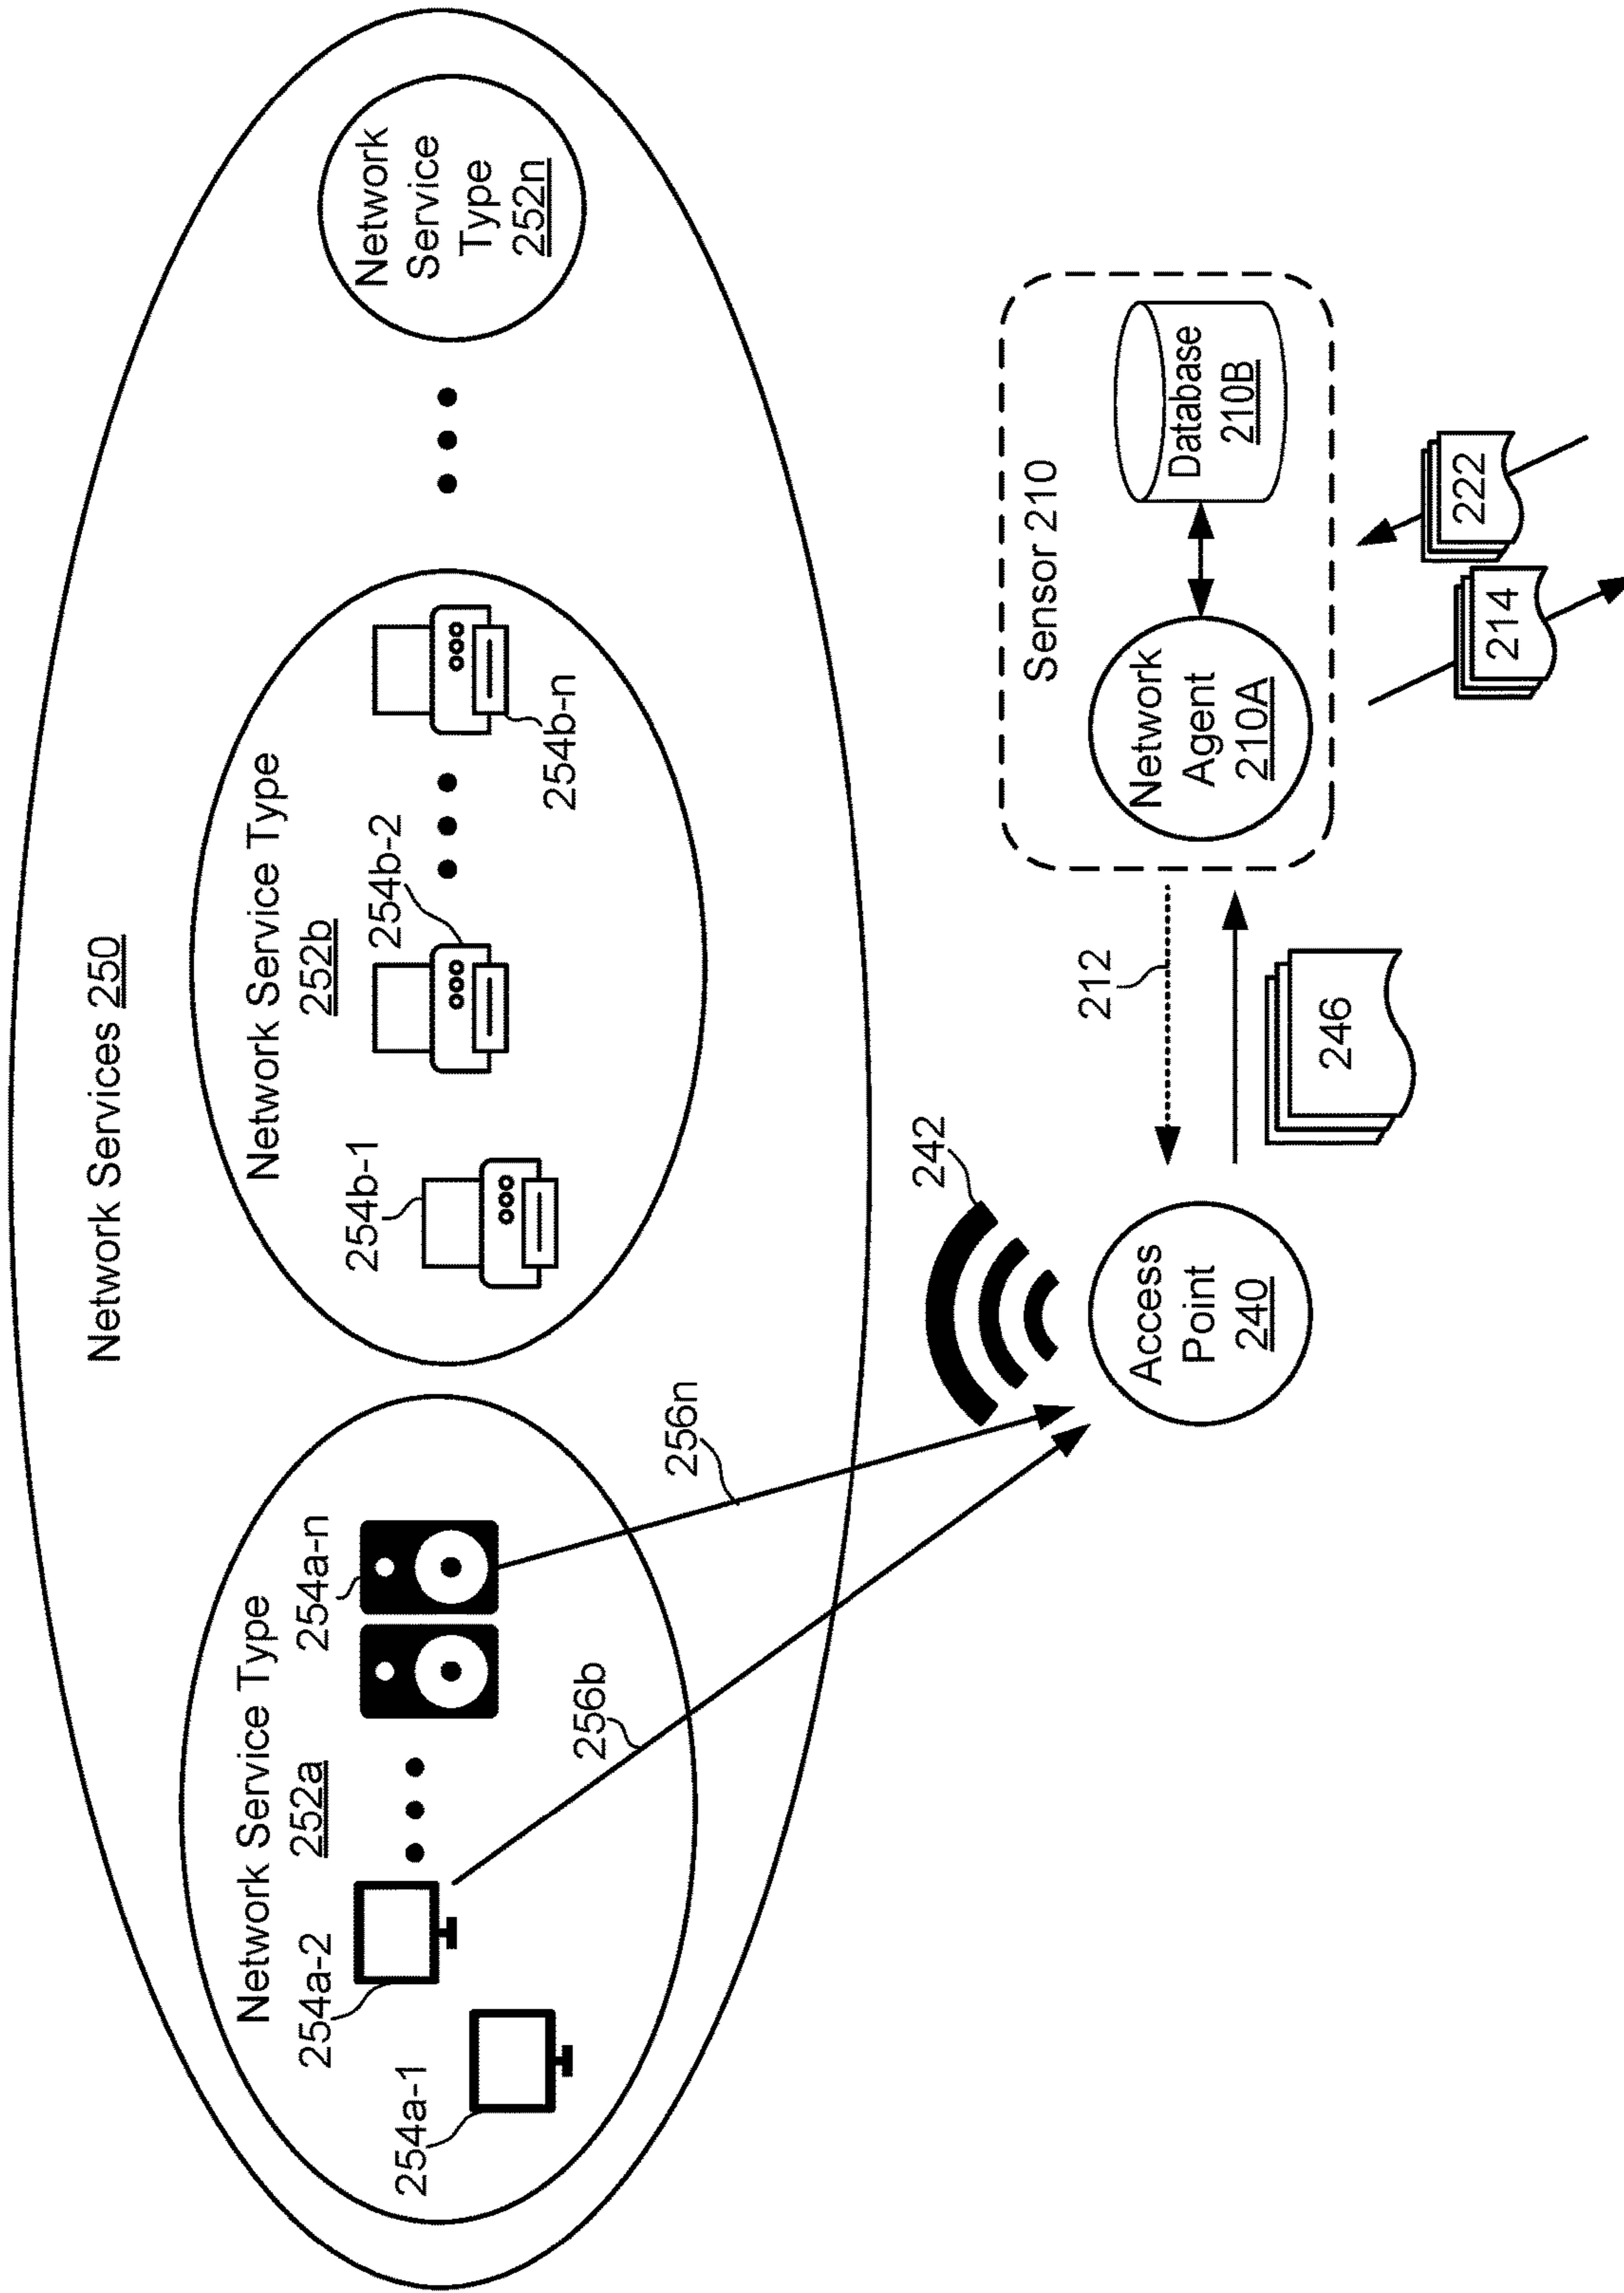 Network Services 250
Network Service Type
252a
254a-1
254a-2
254a-n
256b
256n
Network Service Type
252b
254b-1
254b-2
254b-n
Network
Service
Type
252n
242
Access
Point
240
212
246
Sensor 210
Network
Agent
210A
Database
210B
214
222